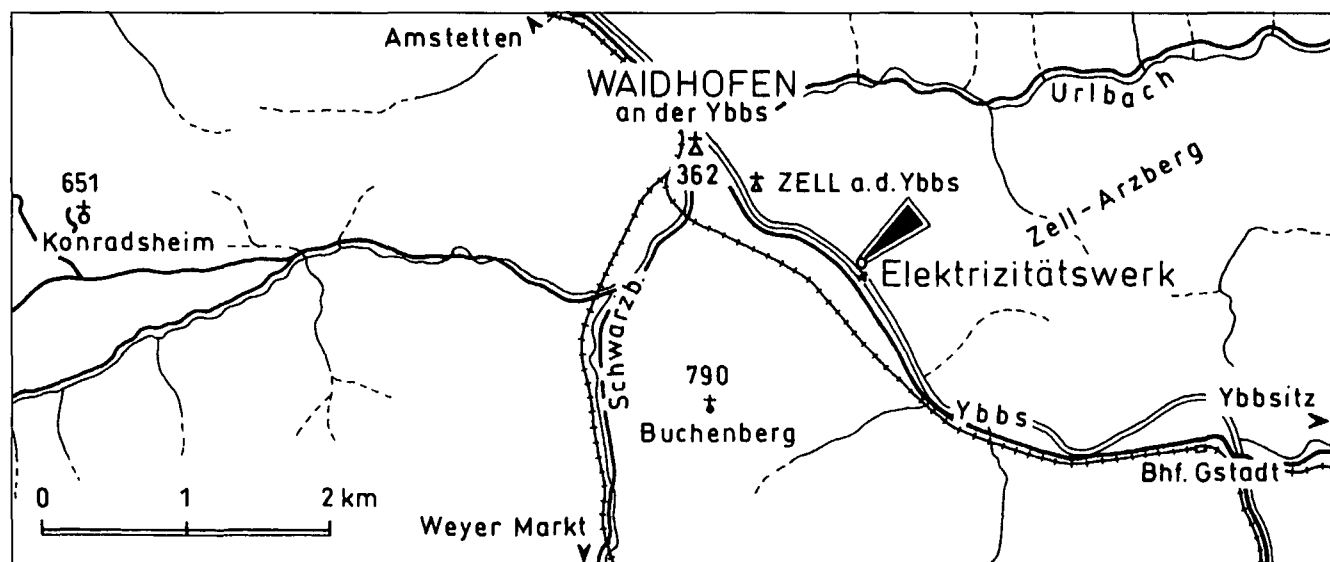 Amstetten
WAIDHOFEN
an der Ybbs
Urlbach
362
ZELL a.d.Ybbs
Zell-Arzberg
651
Konradsheim
Elektrizitätswerk
Schwarzb.
790
Buchenberg
Ybbs
Ybbsitz
Bhf. Gstadt
0 1 2 km
Weyer Markt